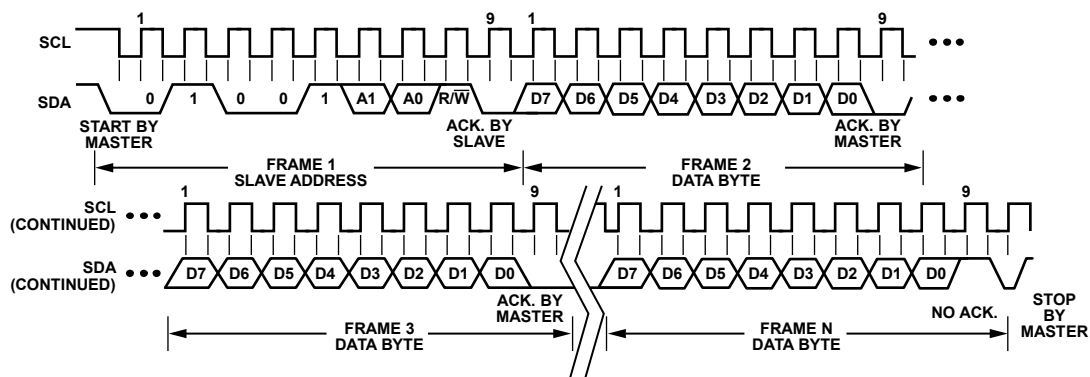 1 9 1 9
SCL
SDA 0 1 0 0 1 A1 A0 R/W̅ D7 D6 D5 D4 D3 D2 D1 D0
START BY MASTER
ACK. BY SLAVE
ACK. BY MASTER
FRAME 1
SLAVE ADDRESS
FRAME 2
DATA BYTE
1 9 1 9
SCL
(CONTINUED)
SDA
(CONTINUED)
D7 D6 D5 D4 D3 D2 D1 D0 D7 D6 D5 D4 D3 D2 D1 D0
ACK. BY
MASTER
NO ACK.
STOP
BY
MASTER
FRAME 3
DATA BYTE
FRAME N
DATA BYTE